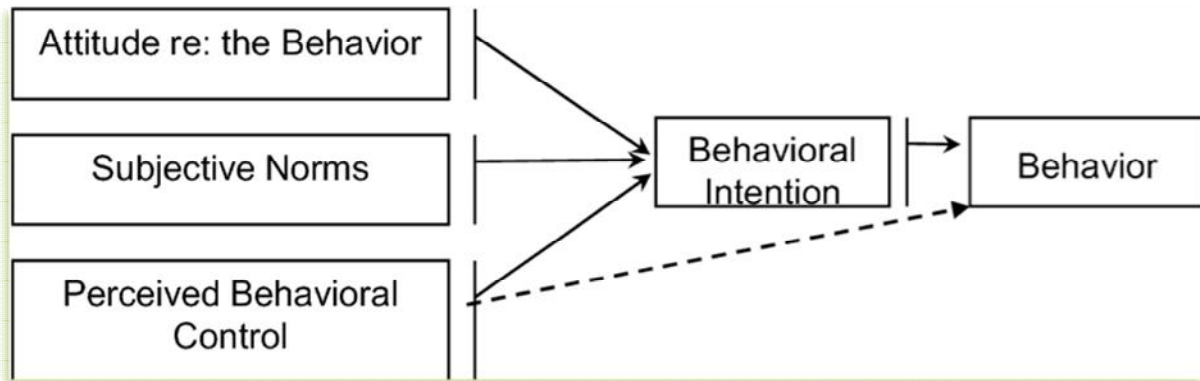 Attitude re: the Behavior
Subjective Norms
Perceived Behavioral
Control
Behavioral
Intention
Behavior